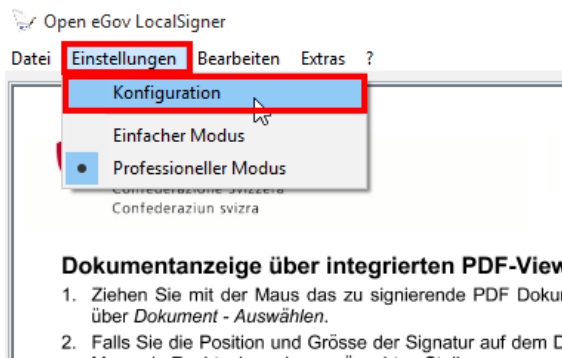 Open eGov LocalSigner
Datei Einstellungen Bearbeiten Extras ?
Konfiguration
Einfacher Modus
Professioneller Modus
Confederazione Svizzera
Confederaziun svizra
Dokumentanzeige über integrierten PDF-View
1. Ziehen Sie mit der Maus das zu signierende PDF Doku
über Dokument - Auswählen.
2. Falls Sie die Position und Grösse der Signatur auf dem D